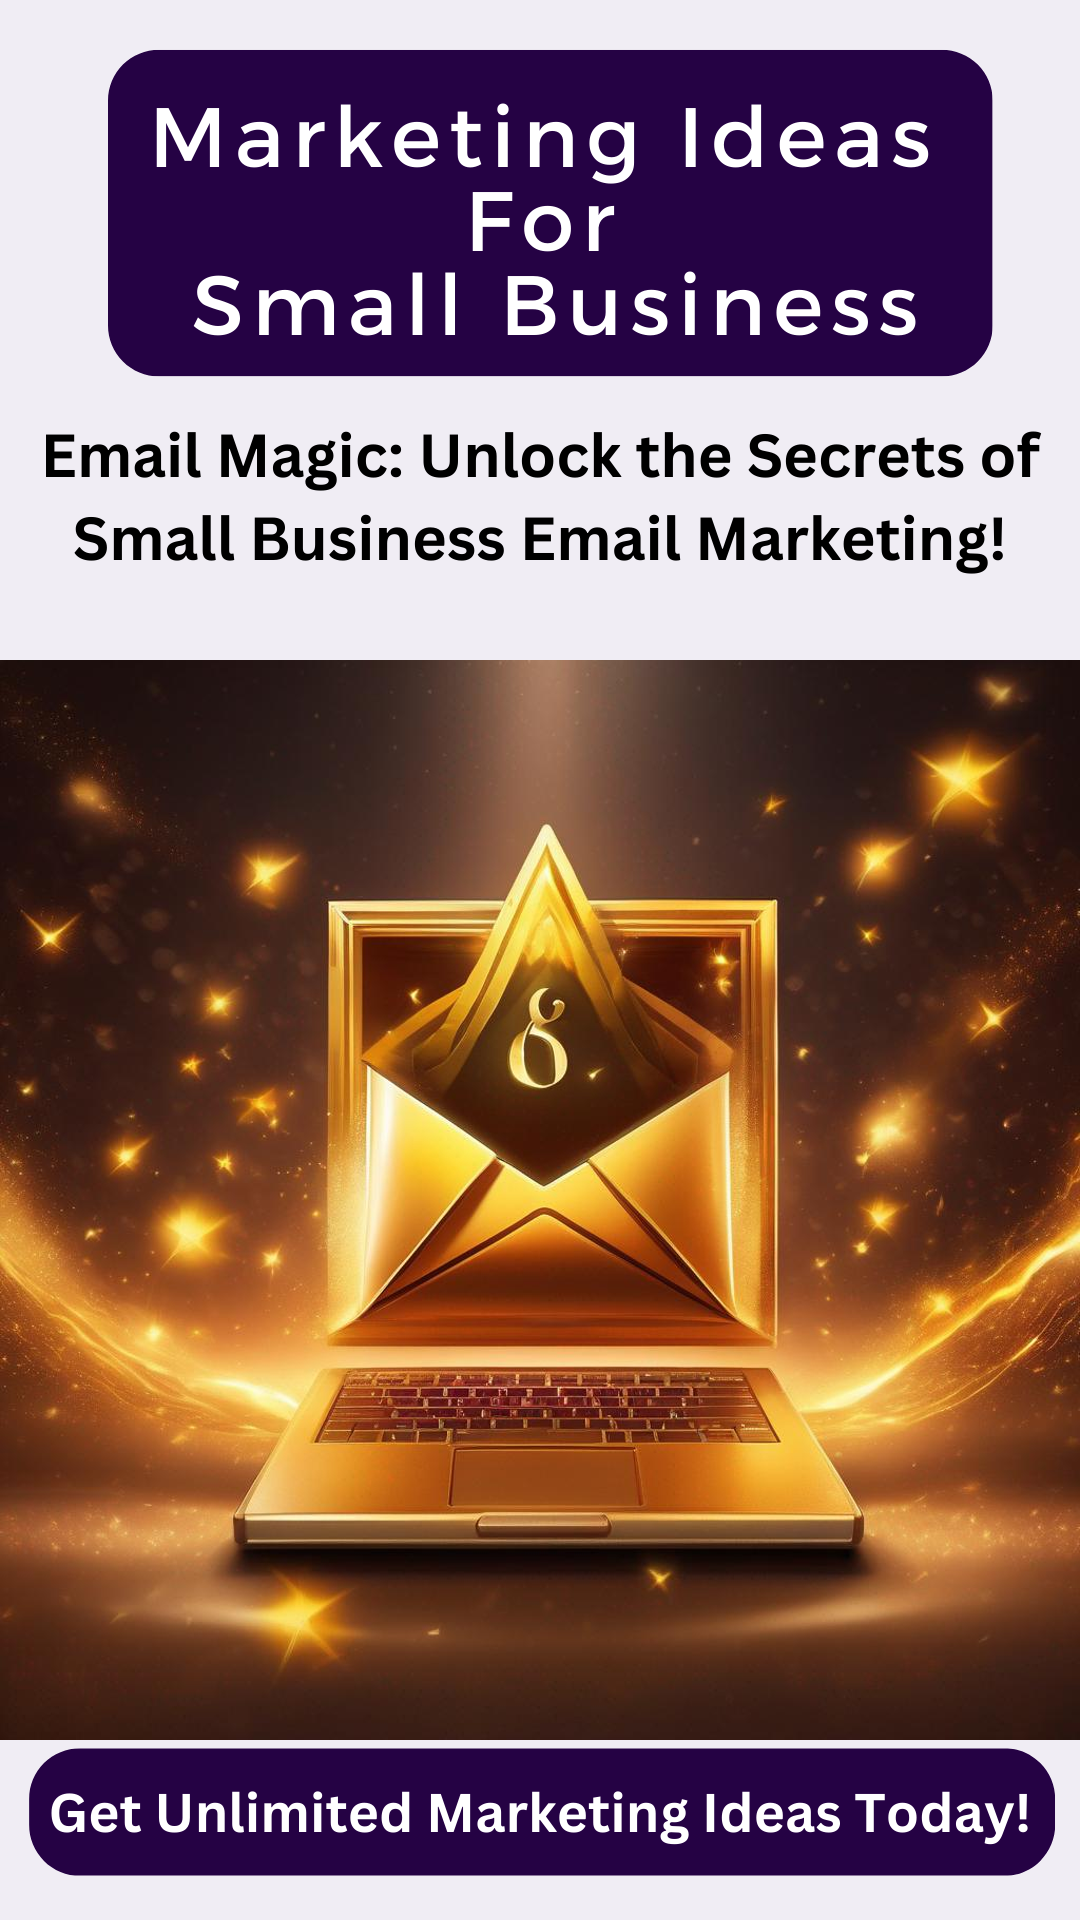 Marketing Ideas
For
Small Business
Email Magic: Unlock the Secrets of
Small Business Email Marketing!
Get Unlimited Marketing Ideas Today!